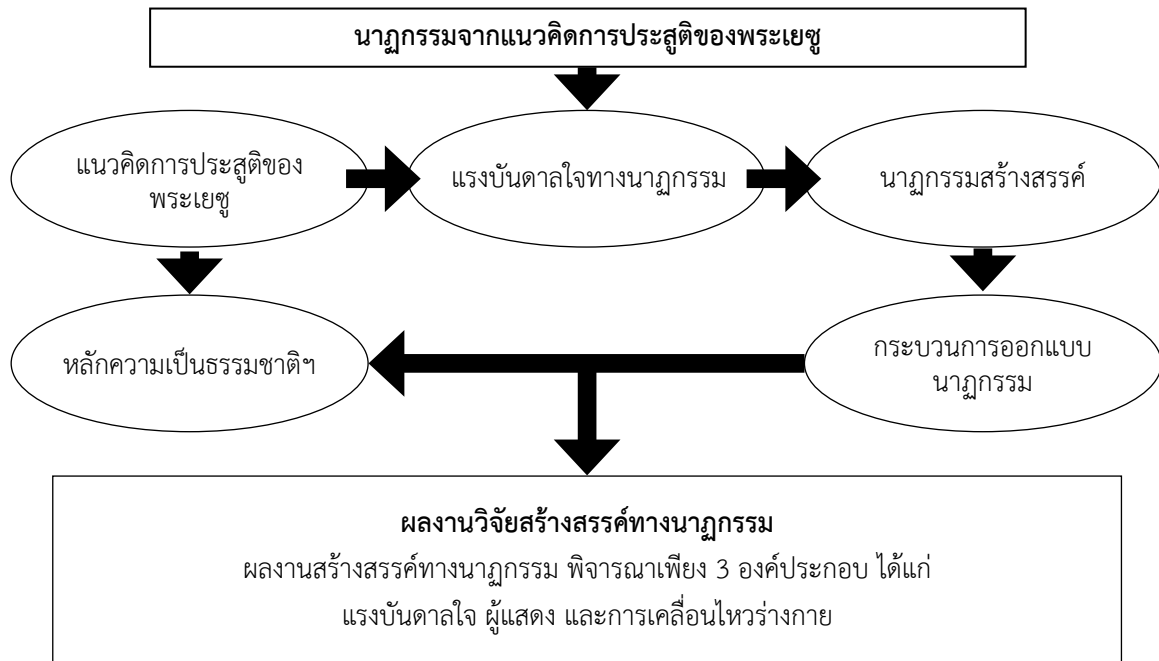 นาฏกรรมจากแนวคิดการประสูติของพระเยซู
แนวคิดการประสูติของ
พระเยซู
แรงบันดาลใจทางนาฏกรรม
นาฏกรรมสร้างสรรค์
หลักความเป็นธรรมชาติฯ
กระบวนการออกแบบ
นาฏกรรม
ผลงานวิจัยสร้างสรรค์ทางนาฏกรรม
ผลงานสร้างสรรค์ทางนาฏกรรม พิจารณาเพียง 3 องค์ประกอบ ได้แก่
แรงบันดาลใจ ผู้แสดง และการเคลื่อนไหวร่างกาย